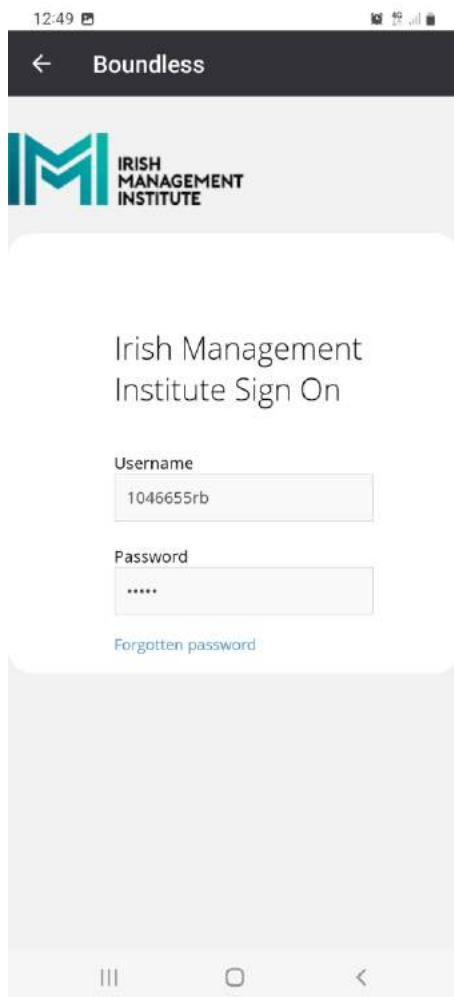 12:49
Boundless
IRISH
MANAGEMENT
INSTITUTE
Irish Management
Institute Sign On
Username
1046655rb
Password
•••••
Forgotten password